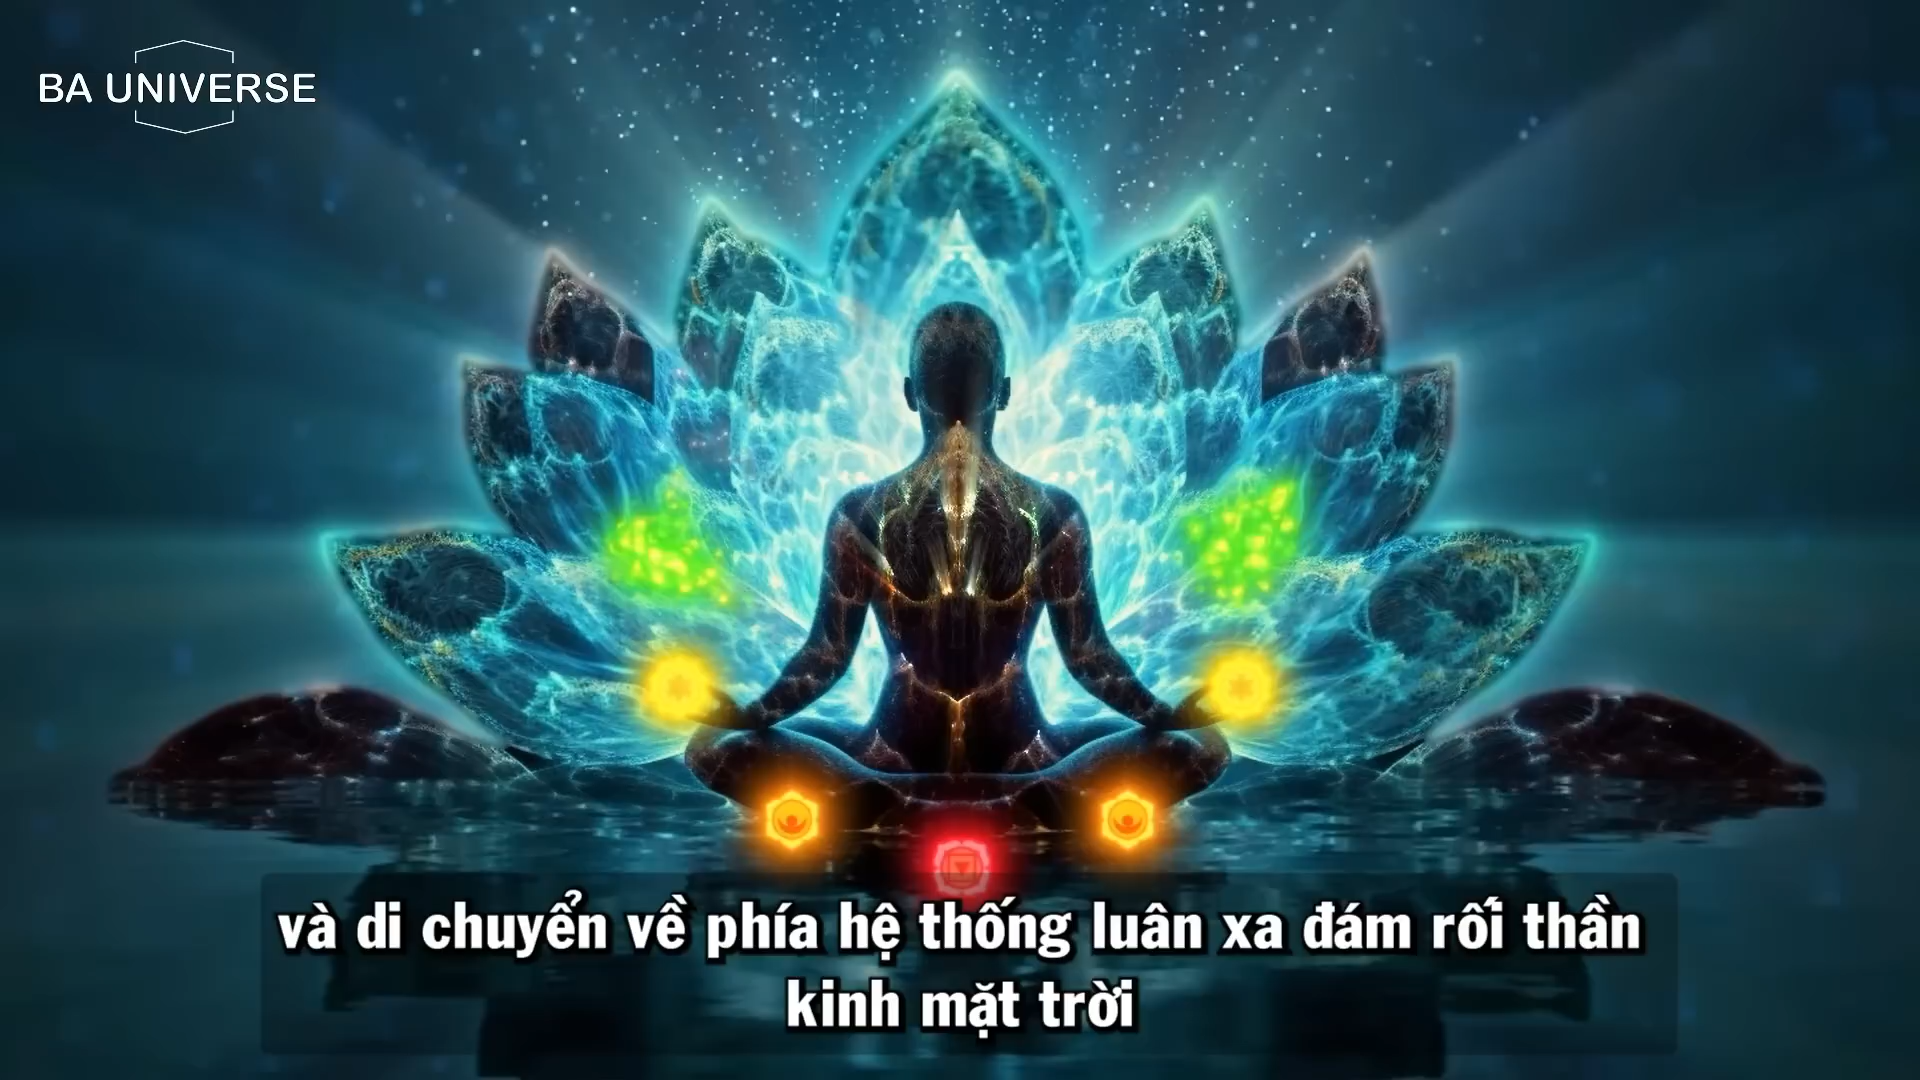 BA UNIVERSE
và di chuyển về phía hệ thống luân xa đám rối thần
kinh mặt trời